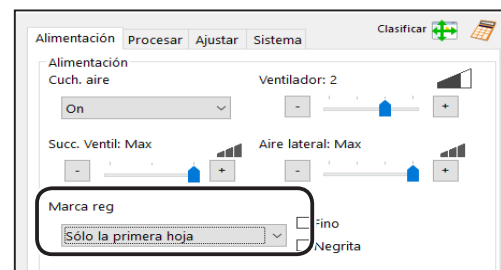 Clasificar
Alimentación Procesar Ajustar Sistema
Alimentación
Cuch. aire
Ventilador: 2
On
- +
Succ. Ventil: Max
Aire lateral: Max
- + - +
Marca reg
Sólo la primera hoja
Fino
Negrita